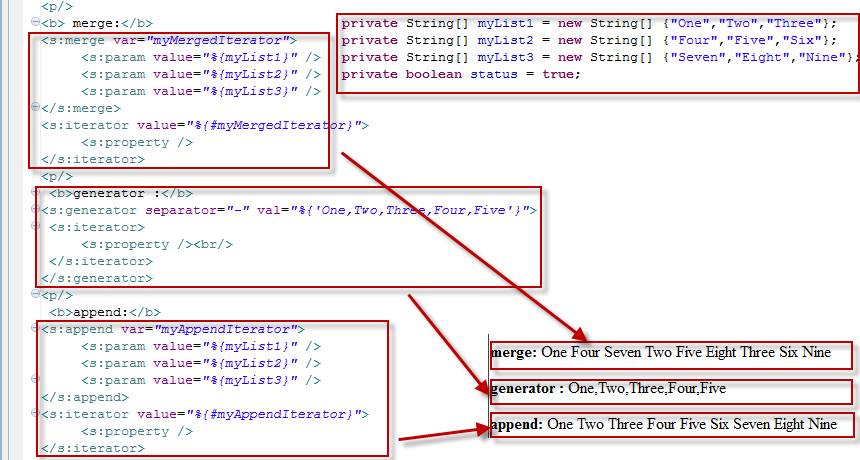 <p/>
<b> merge:</b>
<s:merge var="myMergedIterator">
<s:param value="%{myList1}" />
<s:param value="%{myList2}" />
<s:param value="%{myList3}" />
</s:merge>
<s:iterator value="%{#myMergedIterator}">
<s:property />
</s:iterator>
<p/>
<b>generator :</b>
<s:generator separator="-" val="%{'One,Two,Three,Four,Five'}">
<s:iterator>
<s:property /><br/>
</s:iterator>
</s:generator>
<p/>
<b>append:</b>
<s:append var="myAppendIterator">
<s:param value="%{myList1}" />
<s:param value="%{myList2}" />
<s:param value="%{myList3}" />
</s:append>
<s:iterator value="%{#myAppendIterator}">
<s:property />
</s:iterator>
private String[] myList1 = new String[] {"One","Two","Three"};
private String[] myList2 = new String[] {"Four","Five","Six"};
private String[] myList3 = new String[] {"Seven","Eight","Nine"};
private boolean status = true;
merge: One Four Seven Two Five Eight Three Six Nine
generator : One,Two,Three,Four,Five
append: One Two Three Four Five Six Seven Eight Nine